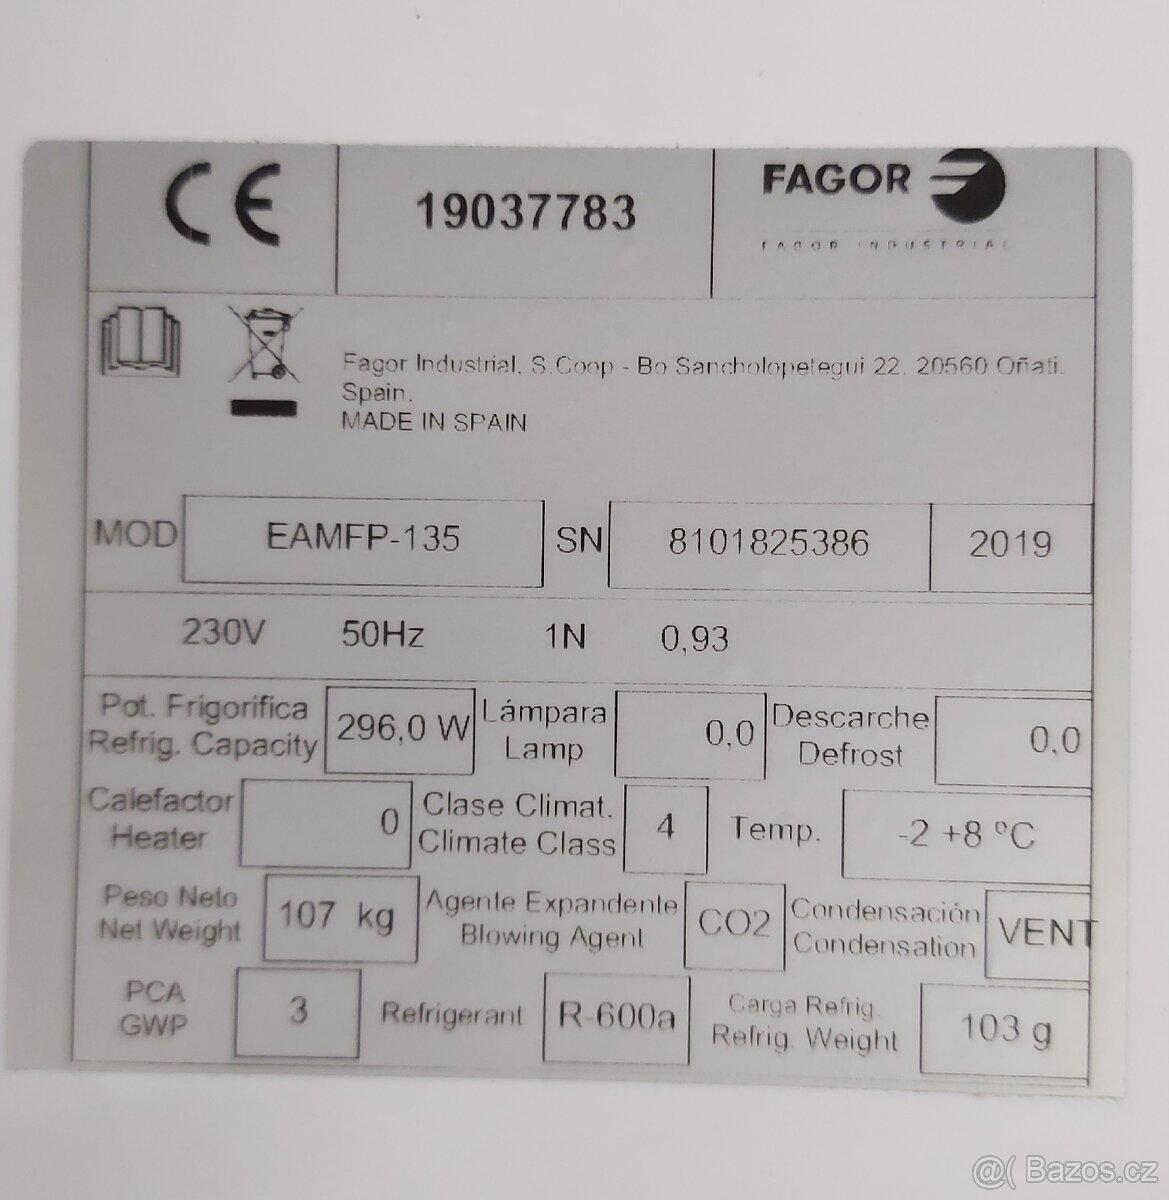 CE
19037783
FAGOR
FAGOR INDUSTRIAL
Fagor Industrial. S.Coop - Bo Sancholopetegui 22. 20560 Oñati.
Spain.
MADE IN SPAIN
MOD EAMFP-135 SN 8101825386 2019
230V 50Hz 1N 0,93
Pot. Frigorifica
Refrig. Capacity
296,0 W
Lámpara
Lamp
0,0
Descarche
Defrost
0,0
Calefactor
Heater
0
Clase Climat.
Climate Class
4
Temp.
-2 +8 ºC
Peso Neto
Net Weight
107 kg
Agente Expandente
Blowing Agent
CO2
Condensación
Condensation
VENT
PCA
GWP
3
Refrigerant
R-600a
Carga Refrig.
Refrig. Weight
103 g
@( Bazos.cz